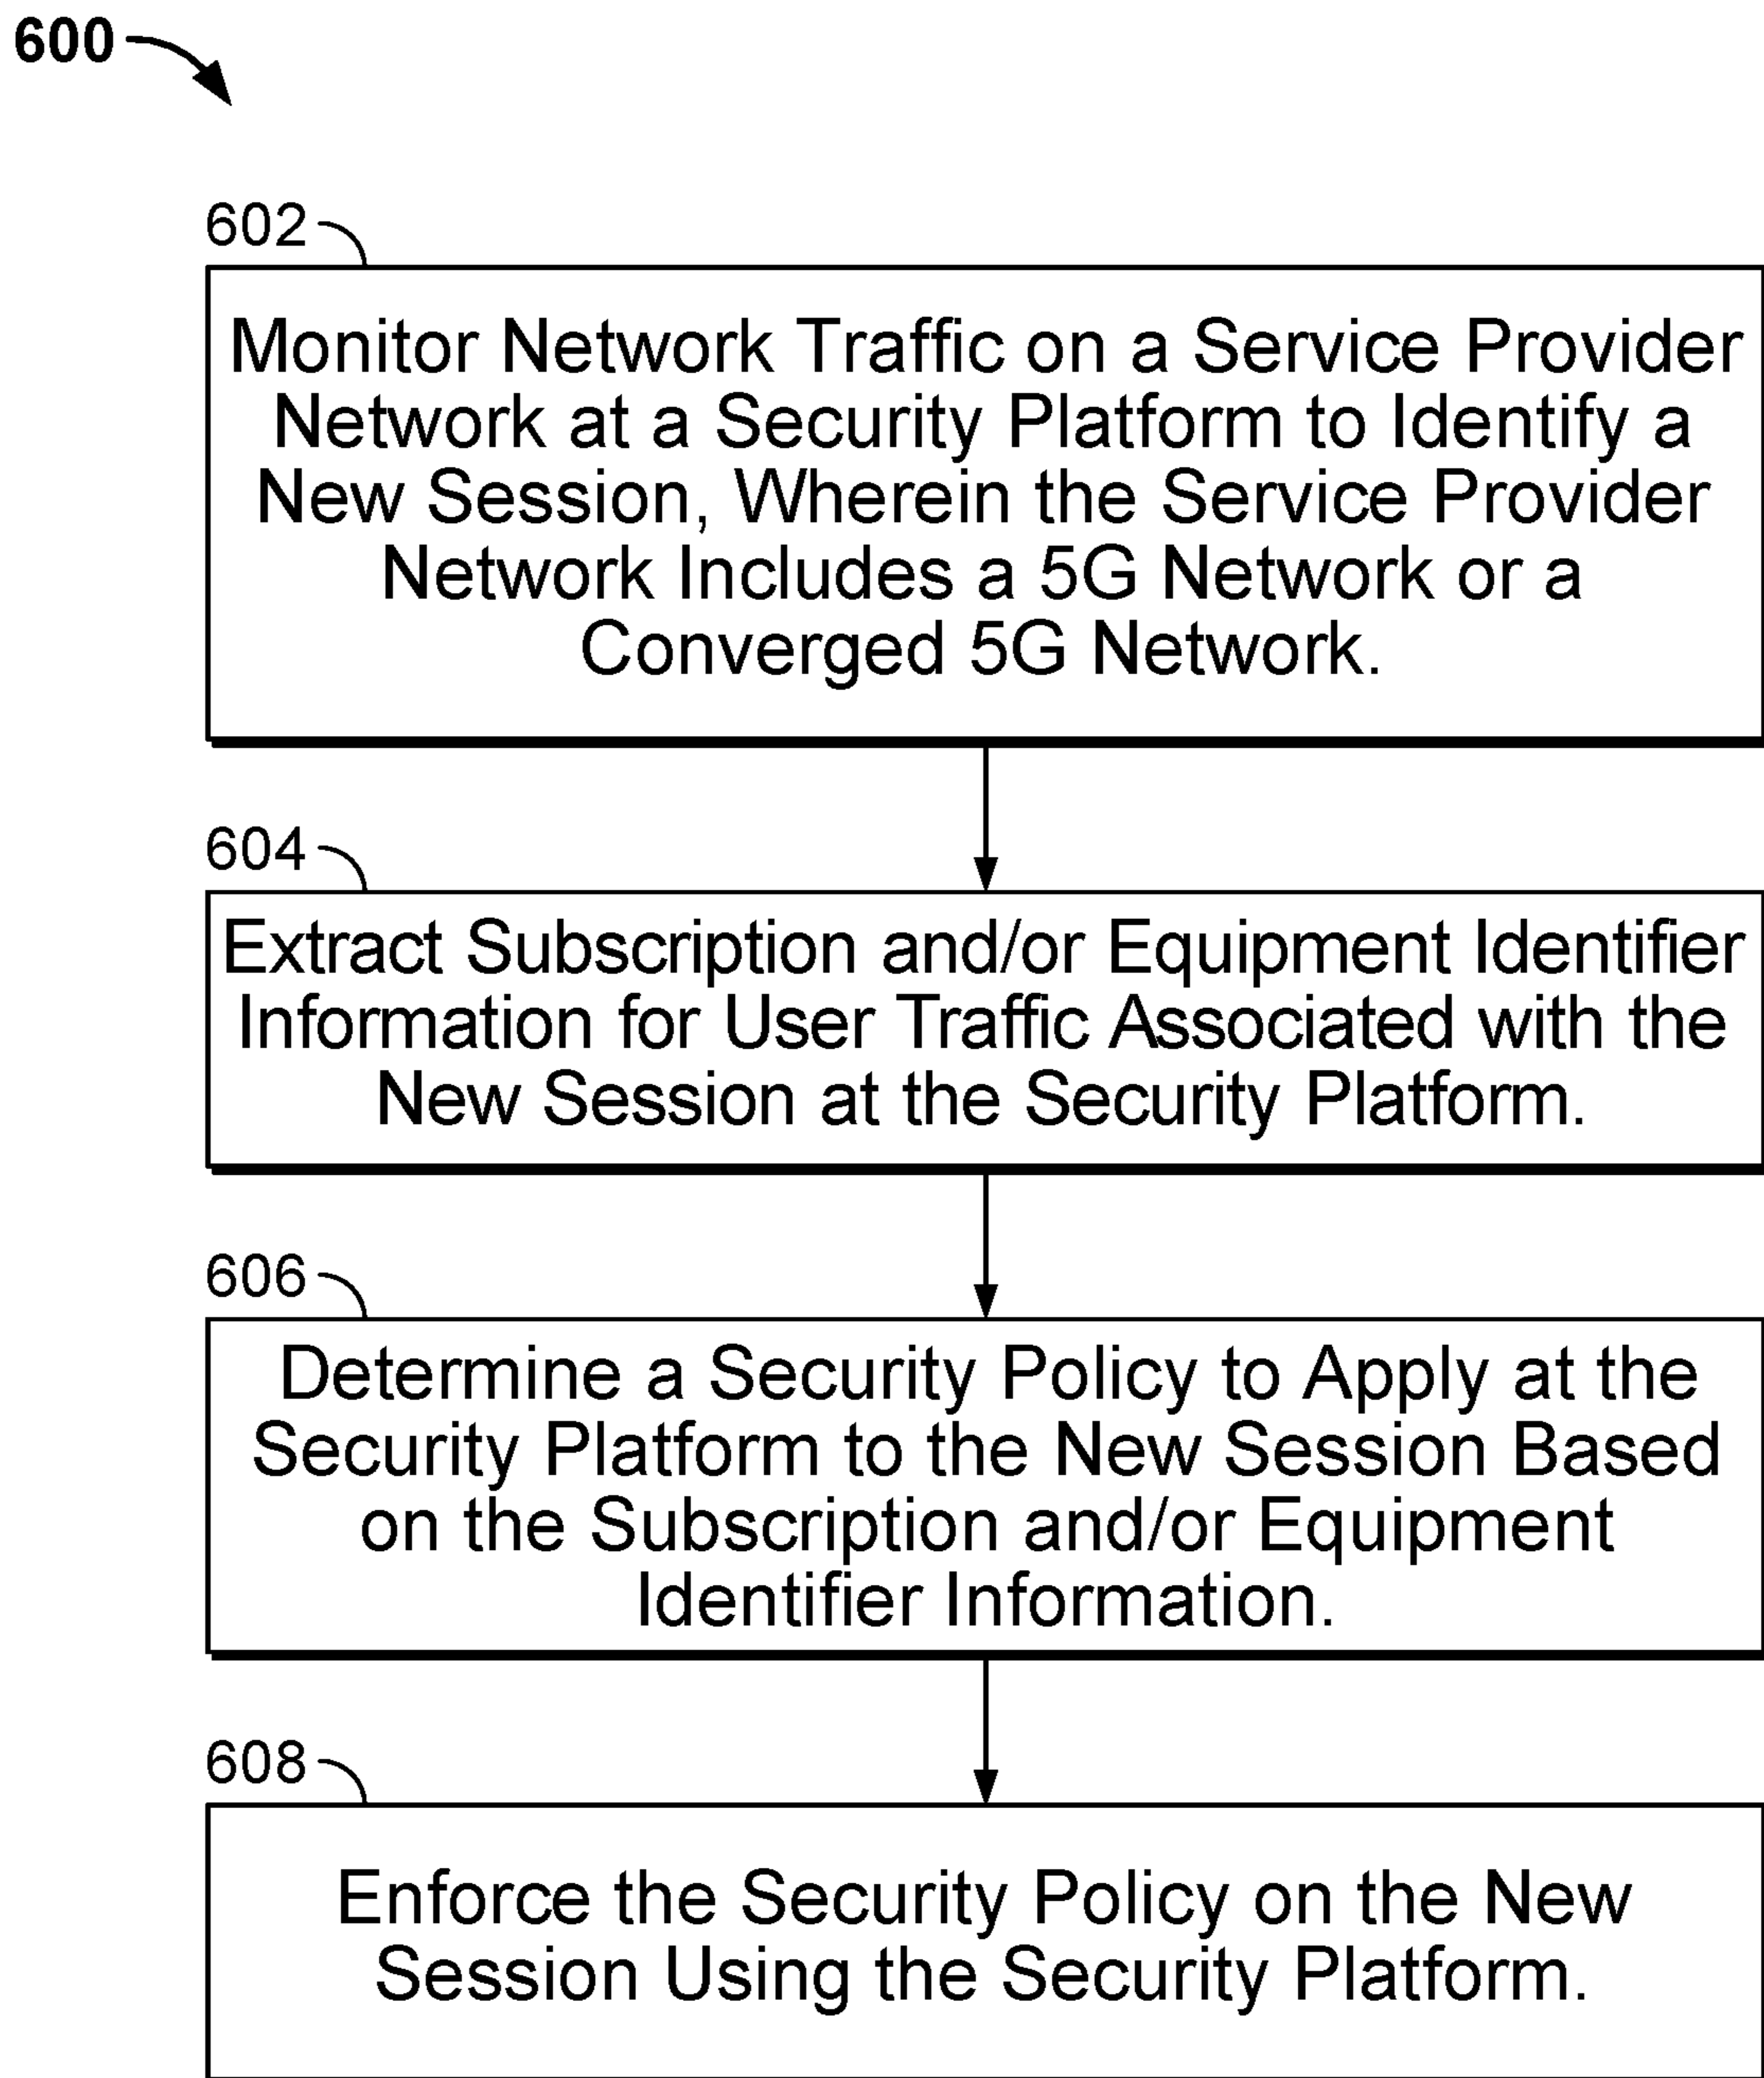 600
602
Monitor Network Traffic on a Service Provider
Network at a Security Platform to Identify a
New Session, Wherein the Service Provider
Network Includes a 5G Network or a
Converged 5G Network.
604
Extract Subscription and/or Equipment Identifier
Information for User Traffic Associated with the
New Session at the Security Platform.
606
Determine a Security Policy to Apply at the
Security Platform to the New Session Based
on the Subscription and/or Equipment
Identifier Information.
608
Enforce the Security Policy on the New
Session Using the Security Platform.